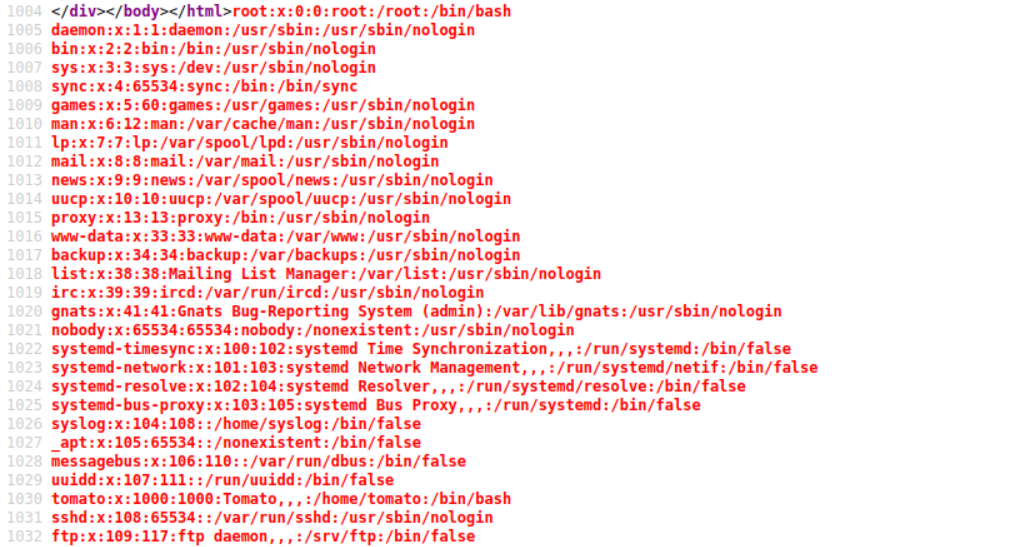 1004 </div></body></html>root:x:0:0:root:/root:/bin/bash
1005 daemon:x:1:1:daemon:/usr/sbin:/usr/sbin/nologin
1006 bin:x:2:2:bin:/bin:/usr/sbin/nologin
1007 sys:x:3:3:sys:/dev:/usr/sbin/nologin
1008 sync:x:4:65534:sync:/bin:/bin/sync
1009 games:x:5:60:games:/usr/games:/usr/sbin/nologin
1010 man:x:6:12:man:/var/cache/man:/usr/sbin/nologin
1011 lp:x:7:7:lp:/var/spool/lpd:/usr/sbin/nologin
1012 mail:x:8:8:mail:/var/mail:/usr/sbin/nologin
1013 news:x:9:9:news:/var/spool/news:/usr/sbin/nologin
1014 uucp:x:10:10:uucp:/var/spool/uucp:/usr/sbin/nologin
1015 proxy:x:13:13:proxy:/bin:/usr/sbin/nologin
1016 www-data:x:33:33:www-data:/var/www:/usr/sbin/nologin
1017 backup:x:34:34:backup:/var/backups:/usr/sbin/nologin
1018 list:x:38:38:Mailing List Manager:/var/list:/usr/sbin/nologin
1019 irc:x:39:39:ircd:/var/run/ircd:/usr/sbin/nologin
1020 gnats:x:41:41:Gnats Bug-Reporting System (admin):/var/lib/gnats:/usr/sbin/nologin
1021 nobody:x:65534:65534:nobody:/nonexistent:/usr/sbin/nologin
1022 systemd-timesync:x:100:102:systemd Time Synchronization,,,:/run/systemd:/bin/false
1023 systemd-network:x:101:103:systemd Network Management,,,:/run/systemd/netif:/bin/false
1024 systemd-resolve:x:102:104:systemd Resolver,,,:/run/systemd/resolve:/bin/false
1025 systemd-bus-proxy:x:103:105:systemd Bus Proxy,,,:/run/systemd:/bin/false
1026 syslog:x:104:108::/home/syslog:/bin/false
1027 _apt:x:105:65534::/nonexistent:/bin/false
1028 messagebus:x:106:110::/var/run/dbus:/bin/false
1029 uuidd:x:107:111::/run/uuidd:/bin/false
1030 tomato:x:1000:1000:Tomato,,,:/home/tomato:/bin/bash
1031 sshd:x:108:65534::/var/run/sshd:/usr/sbin/nologin
1032 ftp:x:109:117:ftp daemon,,,:/srv/ftp:/bin/false